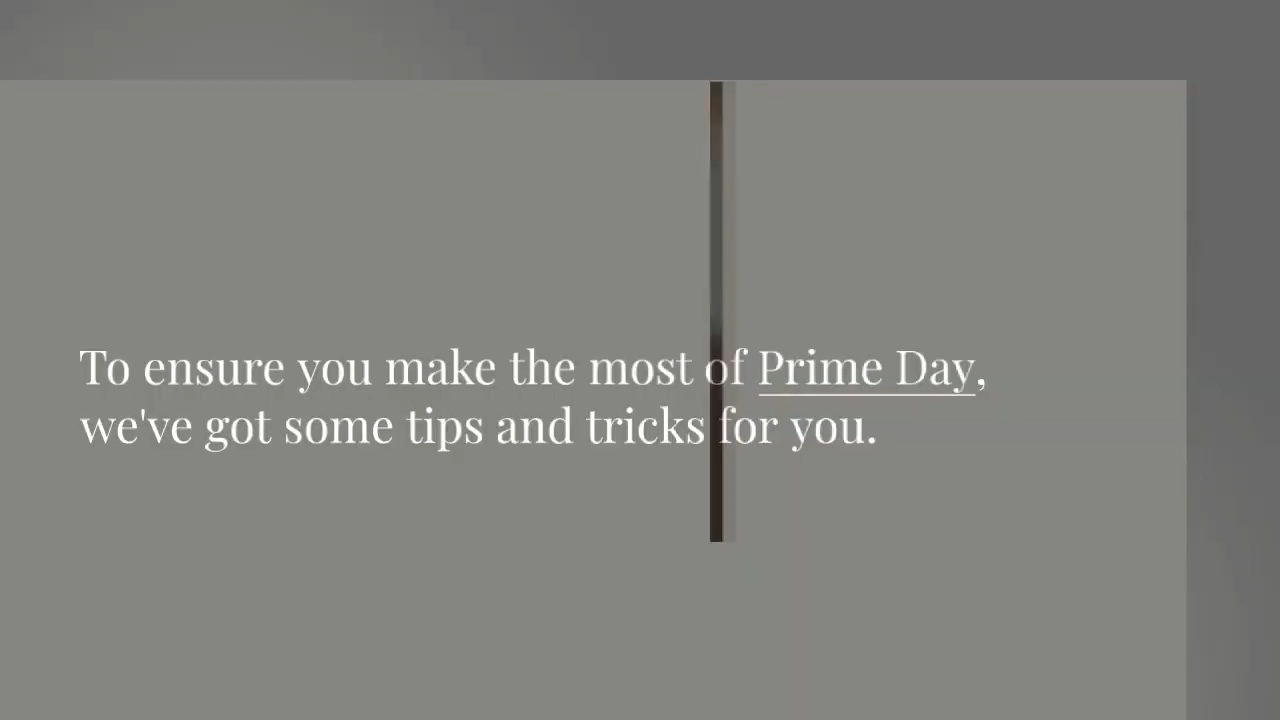 To ensure you make the most of Prime Day,
we've got some tips and tricks for you.